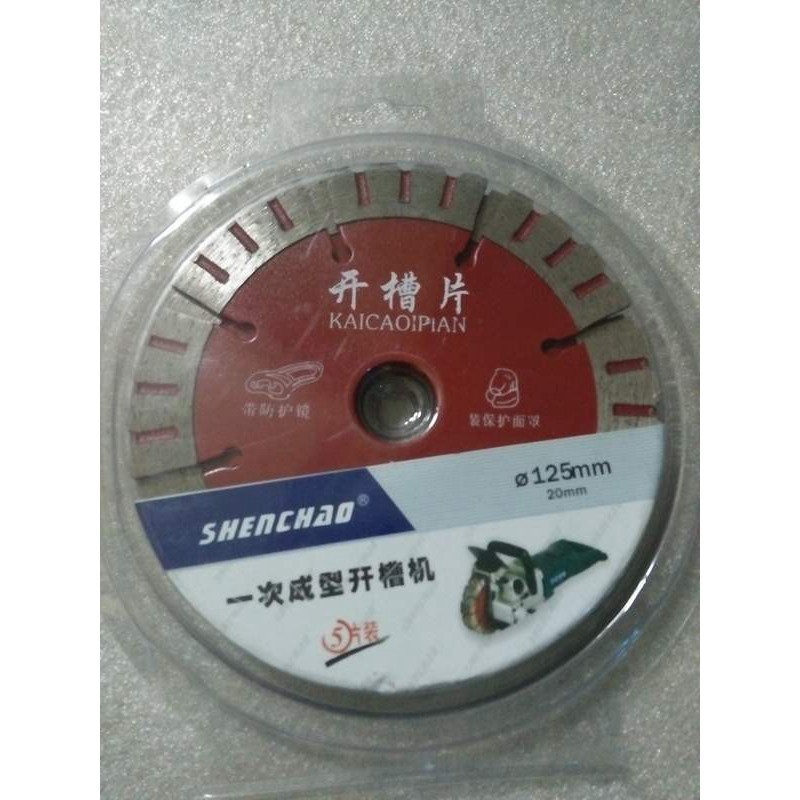 开槽片
KAICAOIPIAN
带防护镜
装保护面罩
ø125mm
20mm
SHENCHAO®
一次成型开槽机
5片装